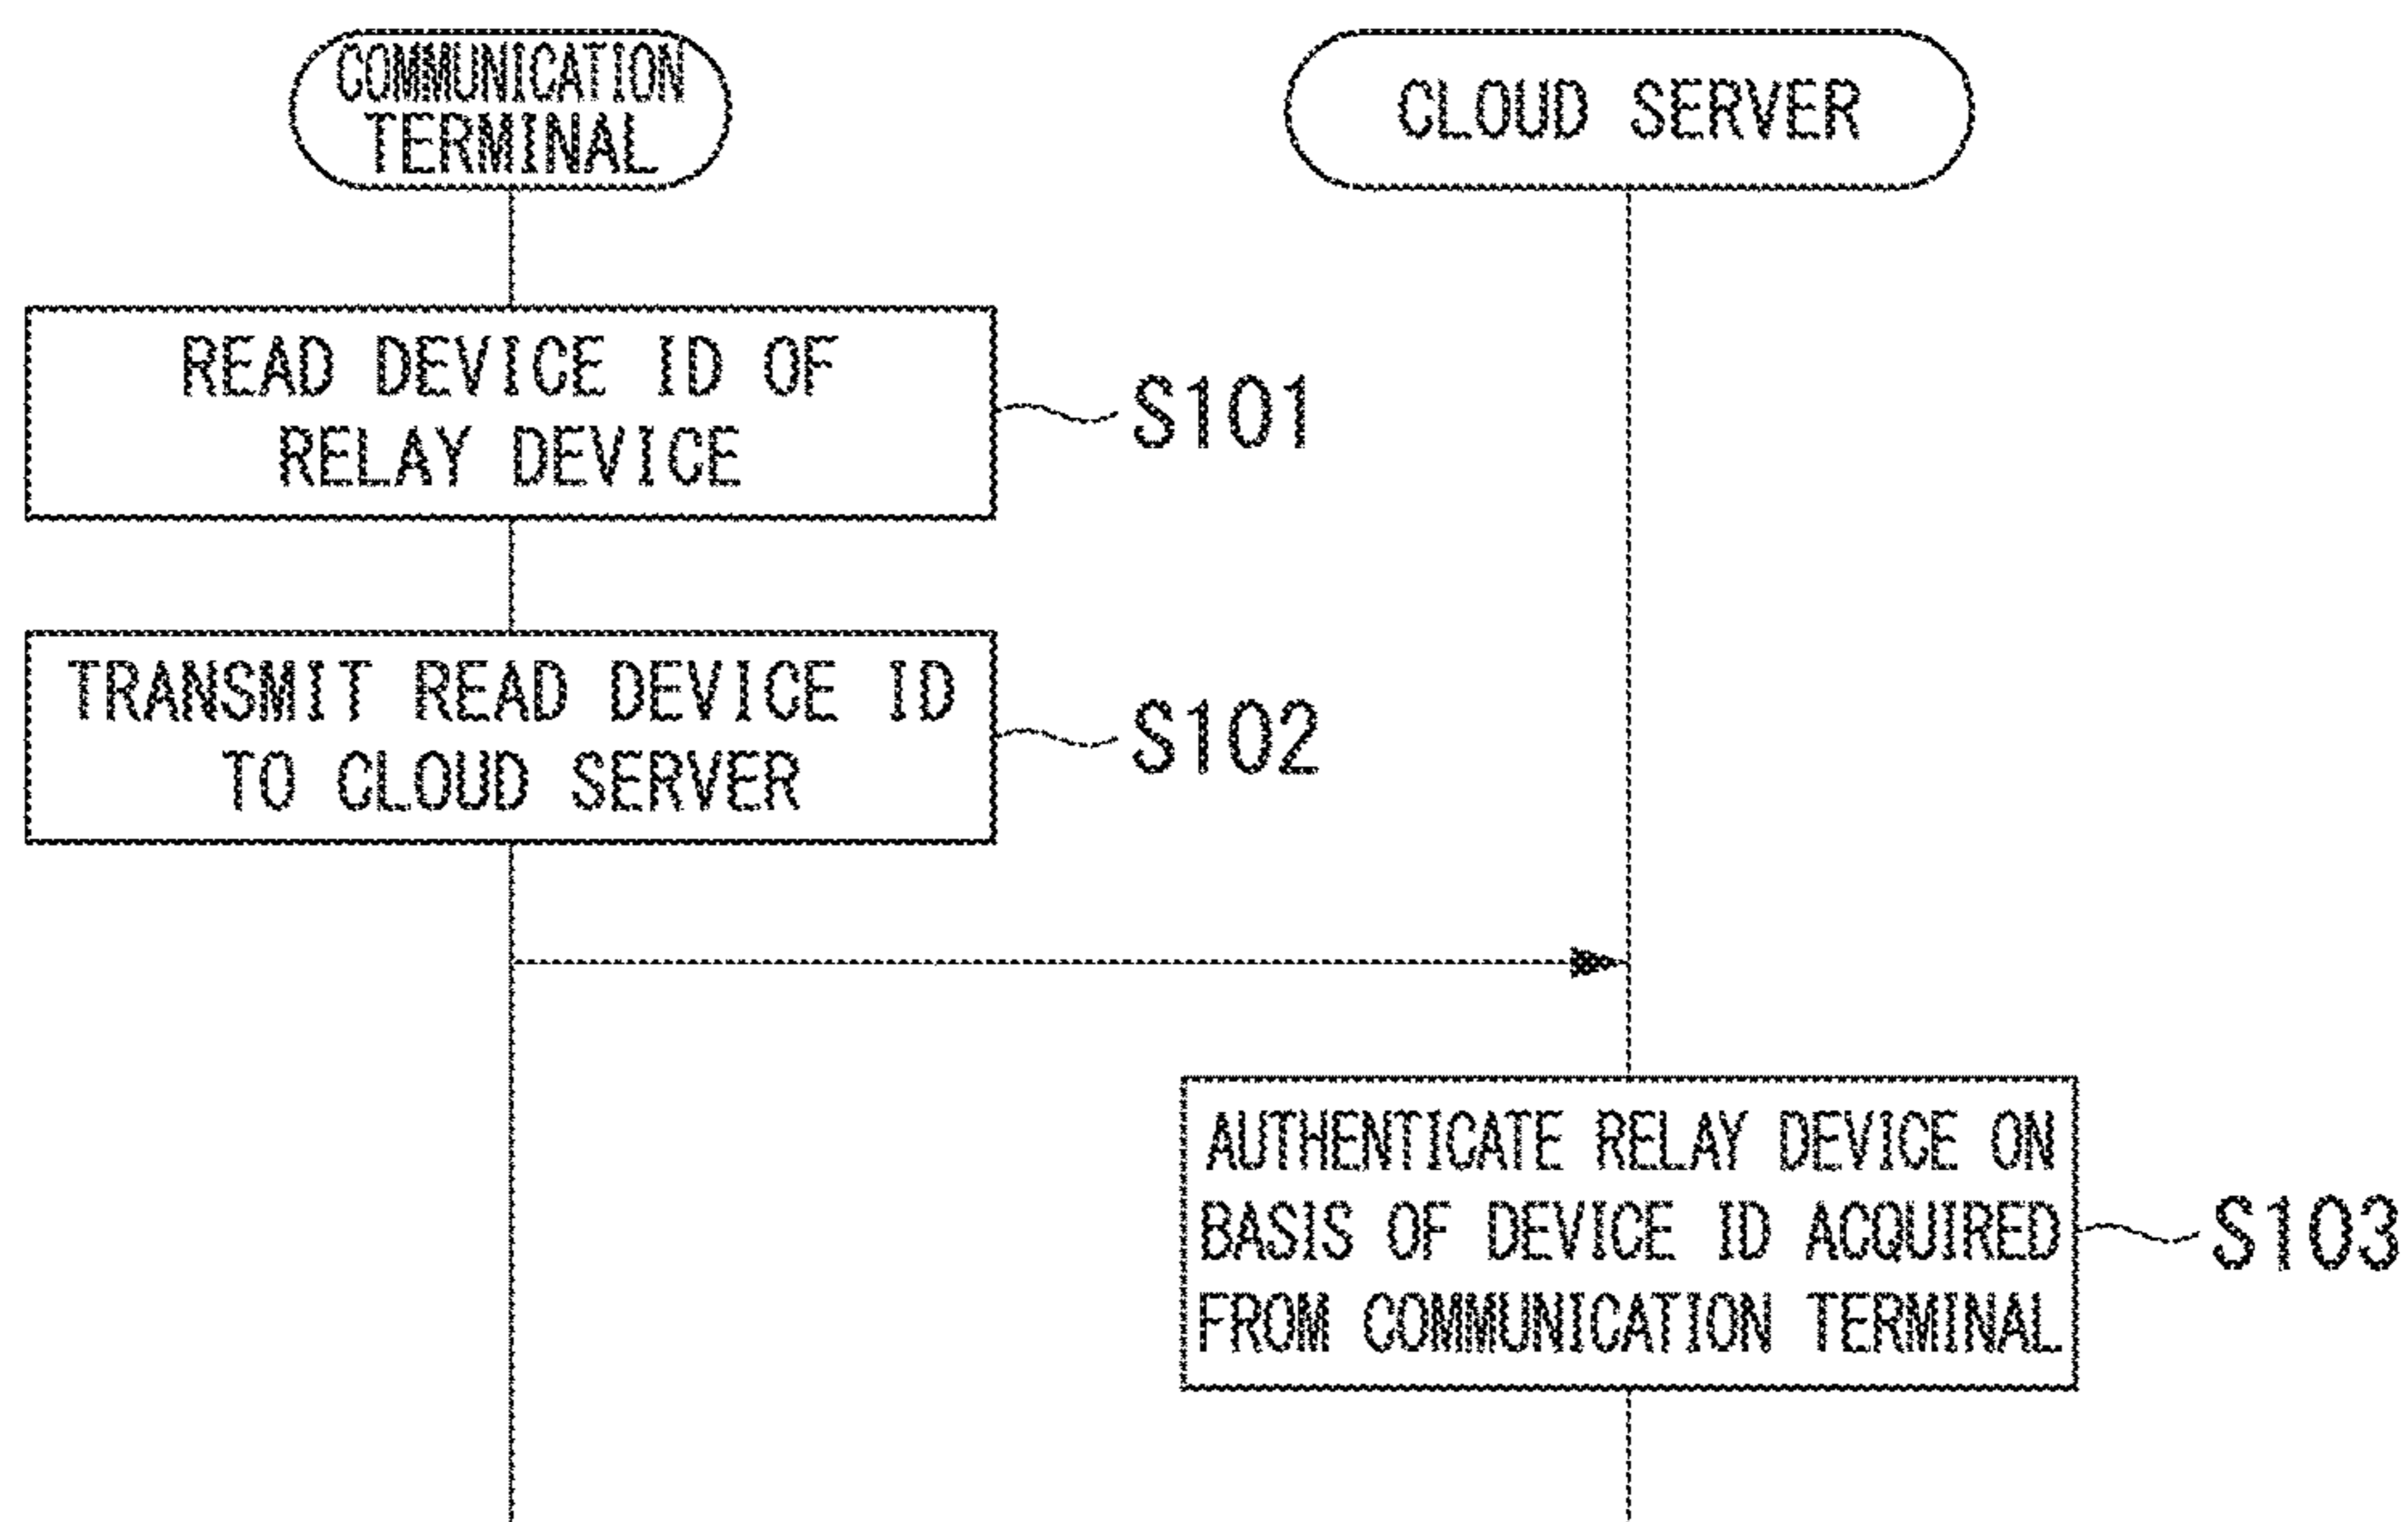 COMMUNICATION
TERMINAL
CLOUD SERVER
READ DEVICE ID OF
RELAY DEVICE
S101
TRANSMIT READ DEVICE ID
TO CLOUD SERVER
S102
AUTHENTICATE RELAY DEVICE ON
BASIS OF DEVICE ID ACQUIRED
FROM COMMUNICATION TERMINAL
S103